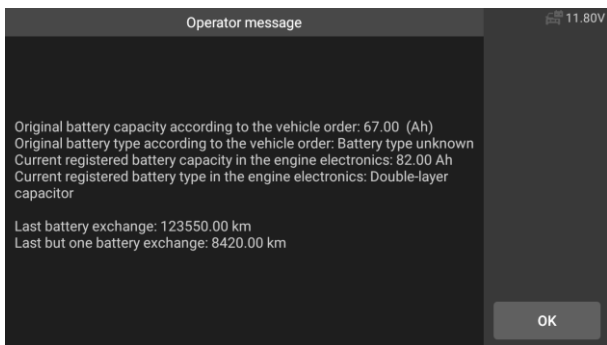 Operator message
11.80V
Original battery capacity according to the vehicle order: 67.00 (Ah)
Original battery type according to the vehicle order: Battery type unknown
Current registered battery capacity in the engine electronics: 82.00 Ah
Current registered battery type in the engine electronics: Double-layer
capacitor
Last battery exchange: 123550.00 km
Last but one battery exchange: 8420.00 km
OK